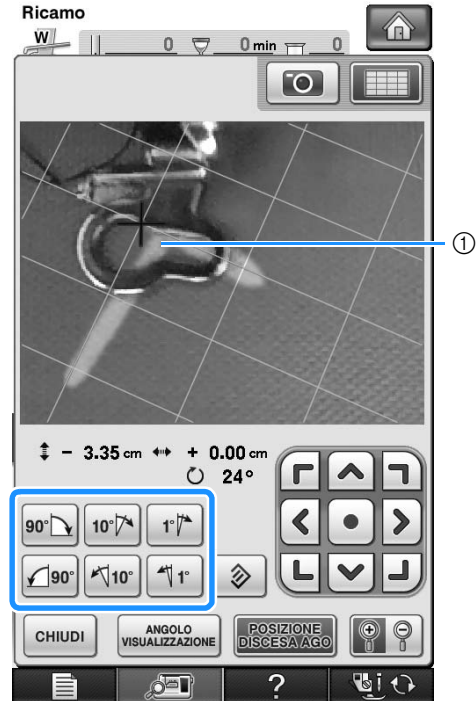 Ricamo
W
0 0 min 0
①
- 3.35 cm + 0.00 cm
24°
90° 10° 1°
90° 10° 1°
CHIUDI
ANGOLO
VISUALIZZAZIONE
POSIZIONE
DISCESA AGO
?